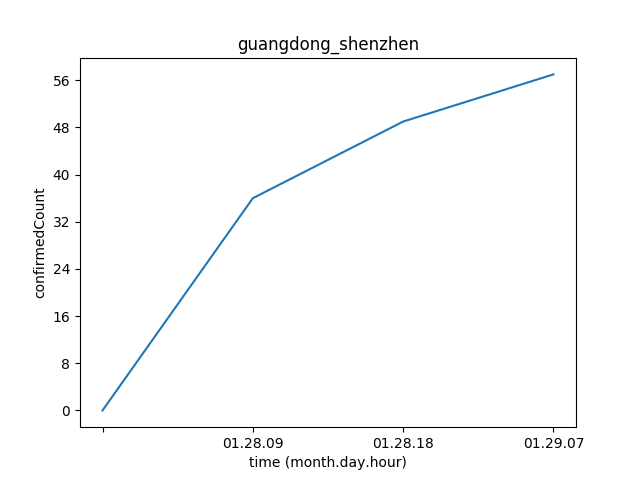 guangdong_shenzhen
56
48
40
32
24
16
8
0
confirmedCount
01.28.09 01.28.18 01.29.07
time (month.day.hour)